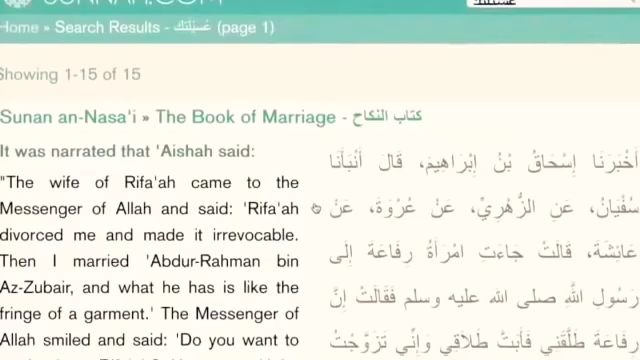 SUNNAH.COM
عُسَيْلَتَكِ
Home » Search Results - عُسَيْلَتَكِ (page 1)
Showing 1-15 of 15
Sunan an-Nasa'i » The Book of Marriage - كتاب النكاح
It was narrated that 'Aishah said:
"The wife of Rifa'ah came to the
Messenger of Allah and said: 'Rifa'ah
divorced me and made it irrevocable.
Then I married 'Abdur-Rahman bin
Az-Zubair, and what he has is like the
fringe of a garment.' The Messenger of
Allah smiled and said: 'Do you want to
أَخْبَرَنَا إِسْحَاقُ بْنُ إِبْرَاهِيمَ، قَالَ أَنْبَأَنَا
سُفْيَانُ، عَنِ الزُّهْرِيِّ، عَنْ عُرْوَةَ، عَنْ
عَائِشَةَ، قَالَتْ جَاءَتِ امْرَأَةُ رِفَاعَةَ إِلَى
رَسُولِ اللَّهِ صلى الله عليه وسلم فَقَالَتْ إِنَّ
رِفَاعَةَ طَلَّقَنِي فَأَبَتَّ طَلاَقِي وَإِنِّي تَزَوَّجْتُ